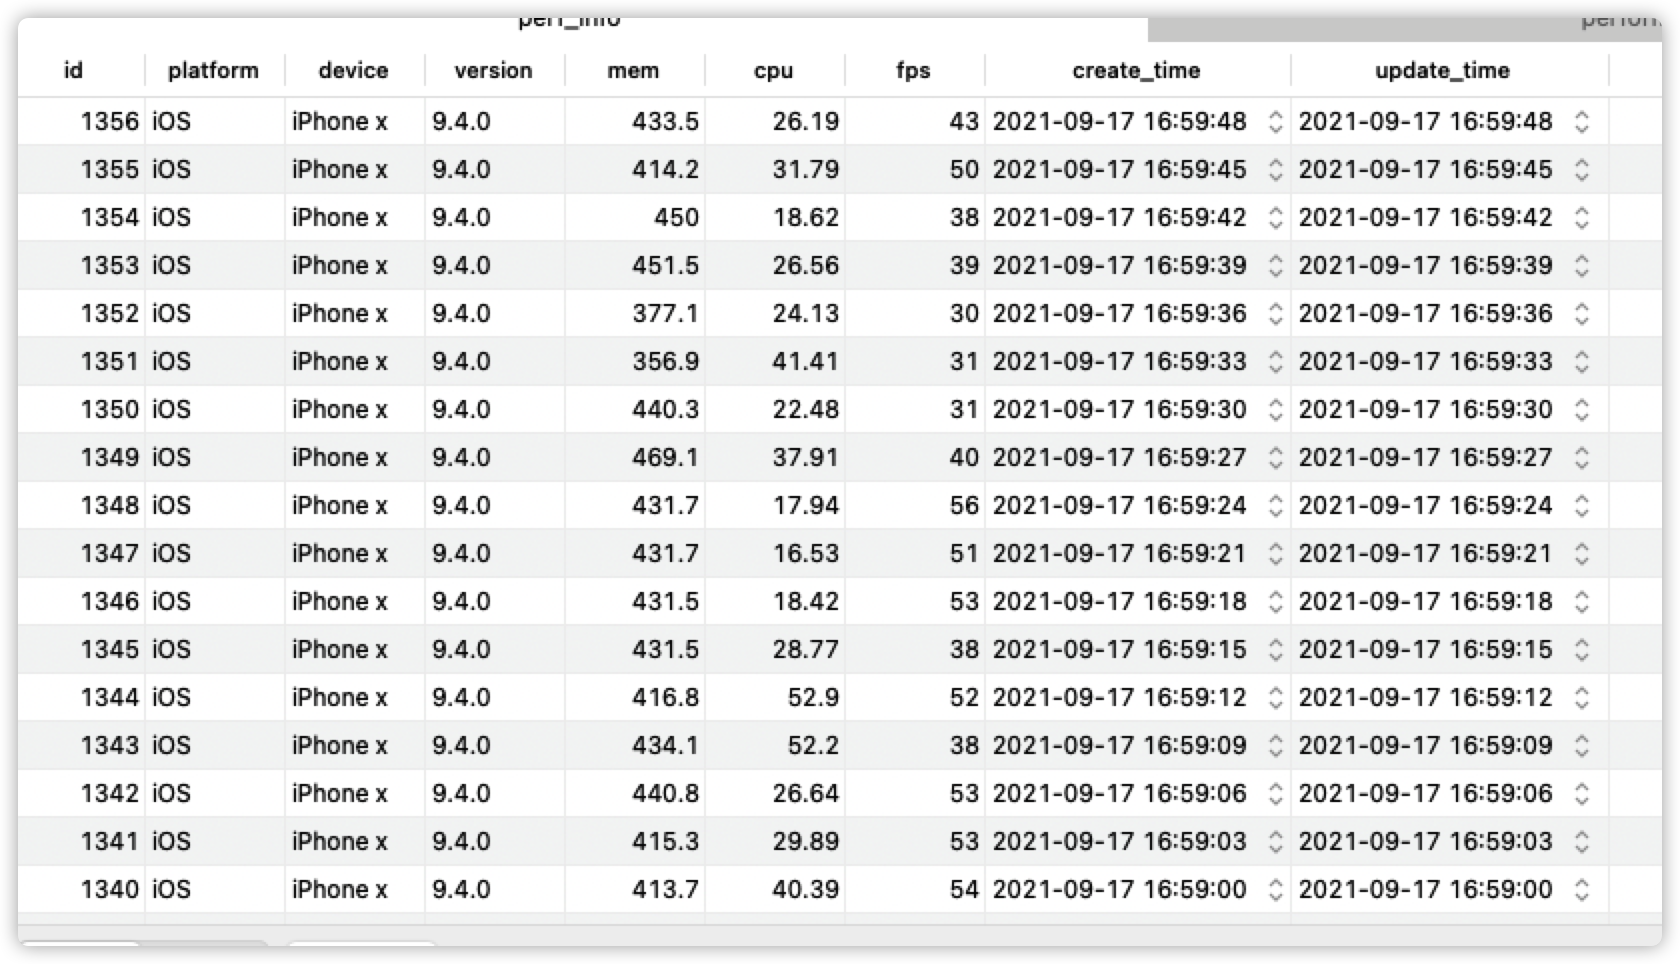 perf_info perfor
id platform device version mem cpu fps create_time update_time
1356 iOS iPhone x 9.4.0 433.5 26.19 43 2021-09-17 16:59:48 2021-09-17 16:59:48
1355 iOS iPhone x 9.4.0 414.2 31.79 50 2021-09-17 16:59:45 2021-09-17 16:59:45
1354 iOS iPhone x 9.4.0 450 18.62 38 2021-09-17 16:59:42 2021-09-17 16:59:42
1353 iOS iPhone x 9.4.0 451.5 26.56 39 2021-09-17 16:59:39 2021-09-17 16:59:39
1352 iOS iPhone x 9.4.0 377.1 24.13 30 2021-09-17 16:59:36 2021-09-17 16:59:36
1351 iOS iPhone x 9.4.0 356.9 41.41 31 2021-09-17 16:59:33 2021-09-17 16:59:33
1350 iOS iPhone x 9.4.0 440.3 22.48 31 2021-09-17 16:59:30 2021-09-17 16:59:30
1349 iOS iPhone x 9.4.0 469.1 37.91 40 2021-09-17 16:59:27 2021-09-17 16:59:27
1348 iOS iPhone x 9.4.0 431.7 17.94 56 2021-09-17 16:59:24 2021-09-17 16:59:24
1347 iOS iPhone x 9.4.0 431.7 16.53 51 2021-09-17 16:59:21 2021-09-17 16:59:21
1346 iOS iPhone x 9.4.0 431.5 18.42 53 2021-09-17 16:59:18 2021-09-17 16:59:18
1345 iOS iPhone x 9.4.0 431.5 28.77 38 2021-09-17 16:59:15 2021-09-17 16:59:15
1344 iOS iPhone x 9.4.0 416.8 52.9 52 2021-09-17 16:59:12 2021-09-17 16:59:12
1343 iOS iPhone x 9.4.0 434.1 52.2 38 2021-09-17 16:59:09 2021-09-17 16:59:09
1342 iOS iPhone x 9.4.0 440.8 26.64 53 2021-09-17 16:59:06 2021-09-17 16:59:06
1341 iOS iPhone x 9.4.0 415.3 29.89 53 2021-09-17 16:59:03 2021-09-17 16:59:03
1340 iOS iPhone x 9.4.0 413.7 40.39 54 2021-09-17 16:59:00 2021-09-17 16:59:00